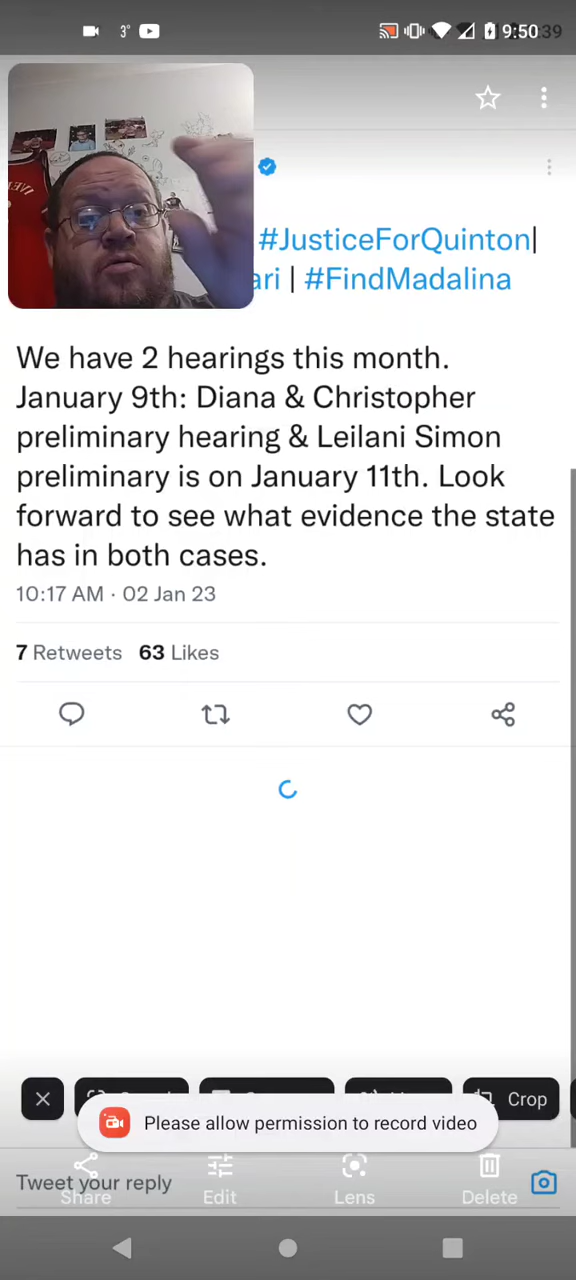 3°
9:50
#JusticeForQuinton|
ari | #FindMadalina
We have 2 hearings this month.
January 9th: Diana & Christopher
preliminary hearing & Leilani Simon
preliminary is on January 11th. Look
forward to see what evidence the state
has in both cases.
10:17 AM · 02 Jan 23
7 Retweets 63 Likes
Crop
Please allow permission to record video
Tweet your reply
Share Edit Lens Delete